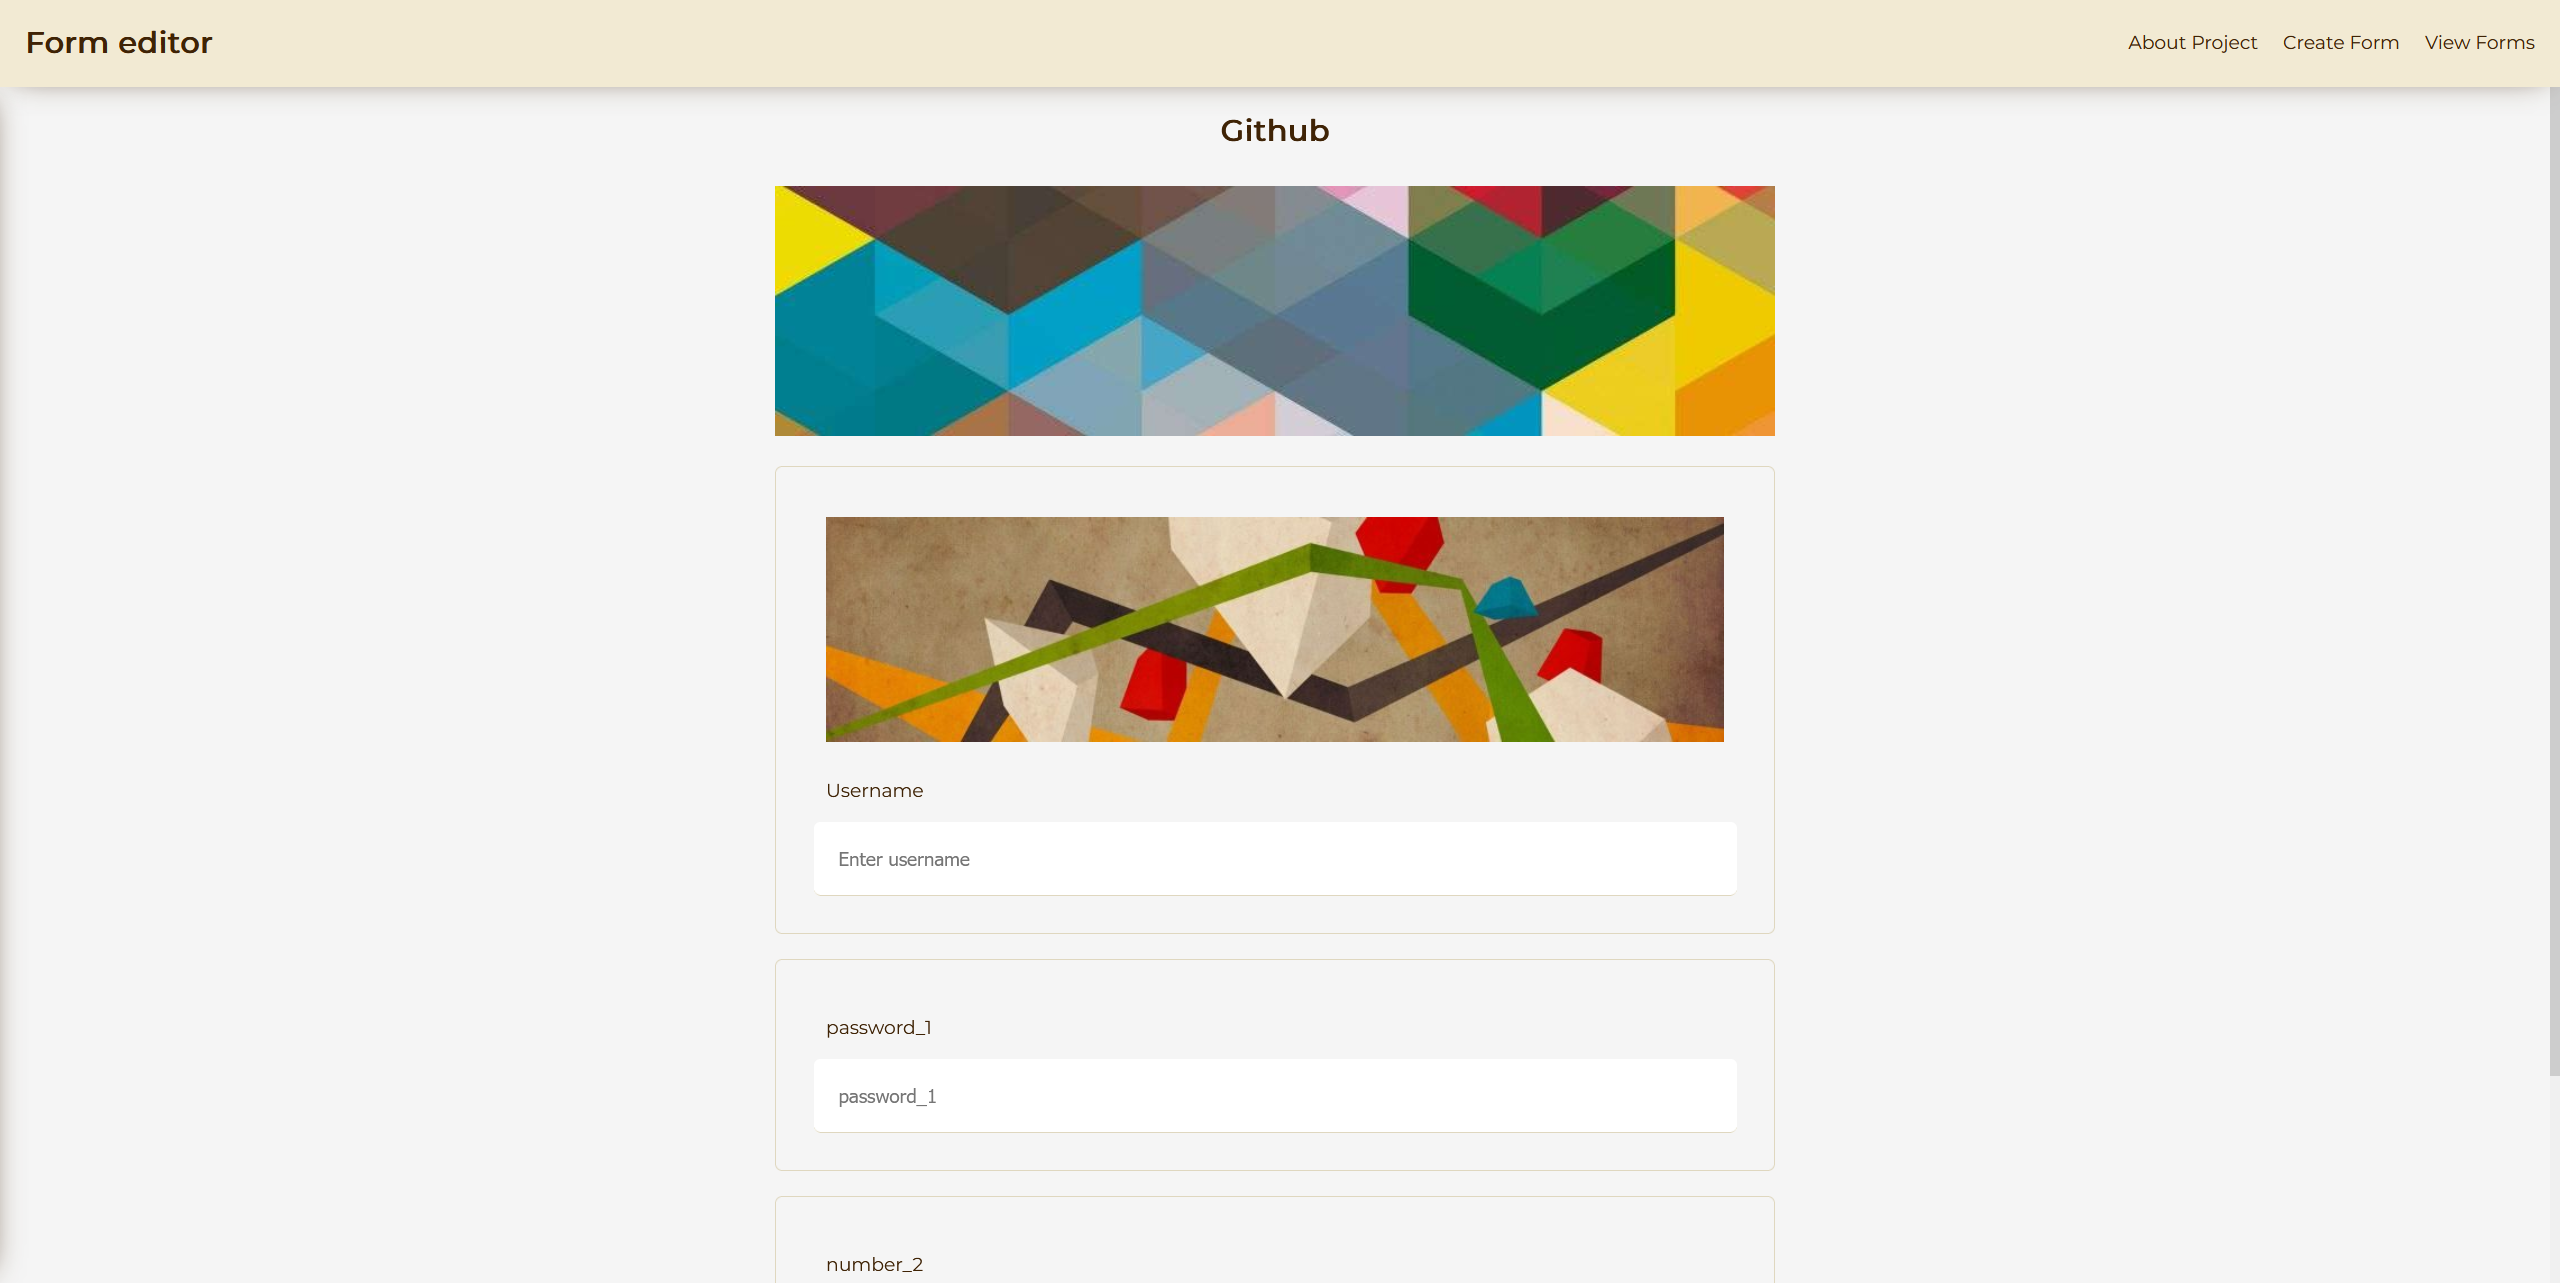 Form editor
About Project
Create Form
View Forms
Github
Username
Enter username
password_1
password_1
number_2